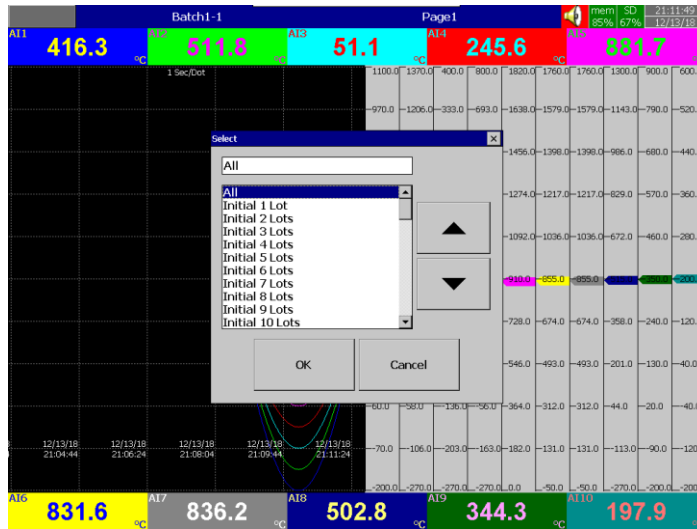 Batch1-1 Page1 mem SD 21:11:49
85% 67% 12/13/18
AI1 AI2 AI3 AI4 AI5
416.3 511.8 51.1 245.6 881.7
°C °C °C °C
1 Sec/Dot 1100.0 1370.0 400.0 800.0 1820.0 1760.0 1760.0 1300.0 900.0 600.
970.0 1206.0 333.0 693.0 1638.0 1579.0 1579.0 1143.0 790.0 520.
Select
1456.0 1398.0 1398.0 986.0 680.0 440.
All
All
Initial 1 Lot
1274.0 1217.0 1217.0 829.0 570.0 360.
Initial 2 Lots
Initial 3 Lots
Initial 4 Lots
1092.0 1036.0 1036.0 672.0 460.0 280.
Initial 5 Lots
Initial 6 Lots
Initial 7 Lots
910.0 855.0 855.0 350.0 200.
Initial 8 Lots
Initial 9 Lots
Initial 10 Lots
728.0 674.0 674.0 358.0 240.0 120.
OK Cancel
546.0 493.0 493.0 201.0 130.0 40.0
60.0 58.0 136.0 56.0 364.0 312.0 312.0 44.0 20.0 40.
12/13/18 12/13/18 12/13/18 12/13/18 12/13/18
21:04:44 21:06:24 21:08:04 21:09:44 21:11:24
-70.0 -106.0 -203.0 -163.0 182.0 131.0 131.0 -113.0 -90.0 -120
-200.0 -270.0 -270.0 -270.0 0.0 -50.0 -50.0 -270.0 -200.0 -200
AI6 AI7 AI8 AI9 AI10
831.6 836.2 502.8 344.3 197.9
°C °C °C °C